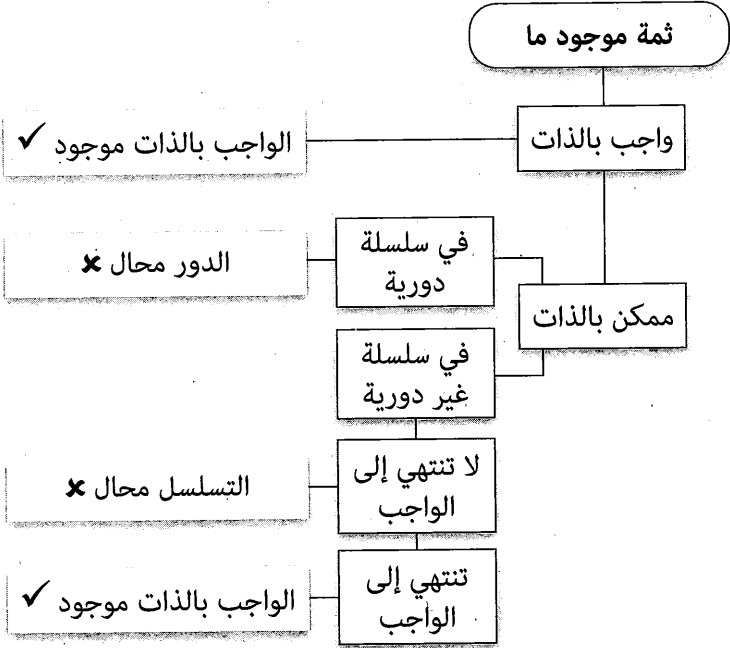 ثمة موجود ما
واجب بالذات
الواجب بالذات موجود ✓
ممكن بالذات
في سلسلة
دورية
الدور محال ✘
في سلسلة
غير دورية
لا تنتهي إلى
الواجب
التسلسل محال ✘
تنتهي إلى
الواجب
الواجب بالذات موجود ✓